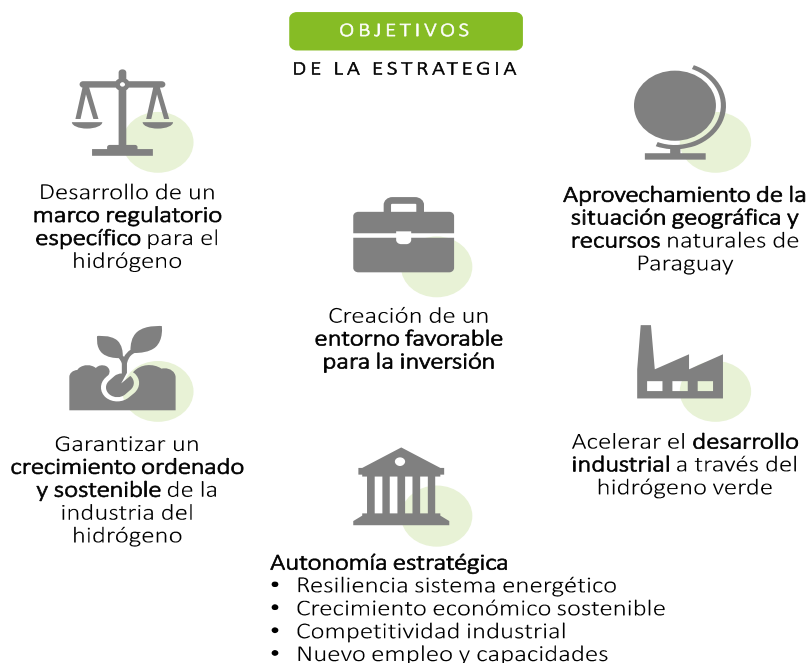 OBJETIVOS
DE LA ESTRATEGIA
Desarrollo de un
marco regulatorio
específico para el
hidrógeno
Creación de un
entorno favorable
para la inversión
Aprovechamiento de la
situación geográfica y
recursos naturales de
Paraguay
Garantizar un
crecimiento ordenado
y sostenible de la
industria del
hidrógeno
Autonomía estratégica
• Resiliencia sistema energético
• Crecimiento económico sostenible
• Competitividad industrial
• Nuevo empleo y capacidades
Acelerar el desarrollo
industrial a través del
hidrógeno verde